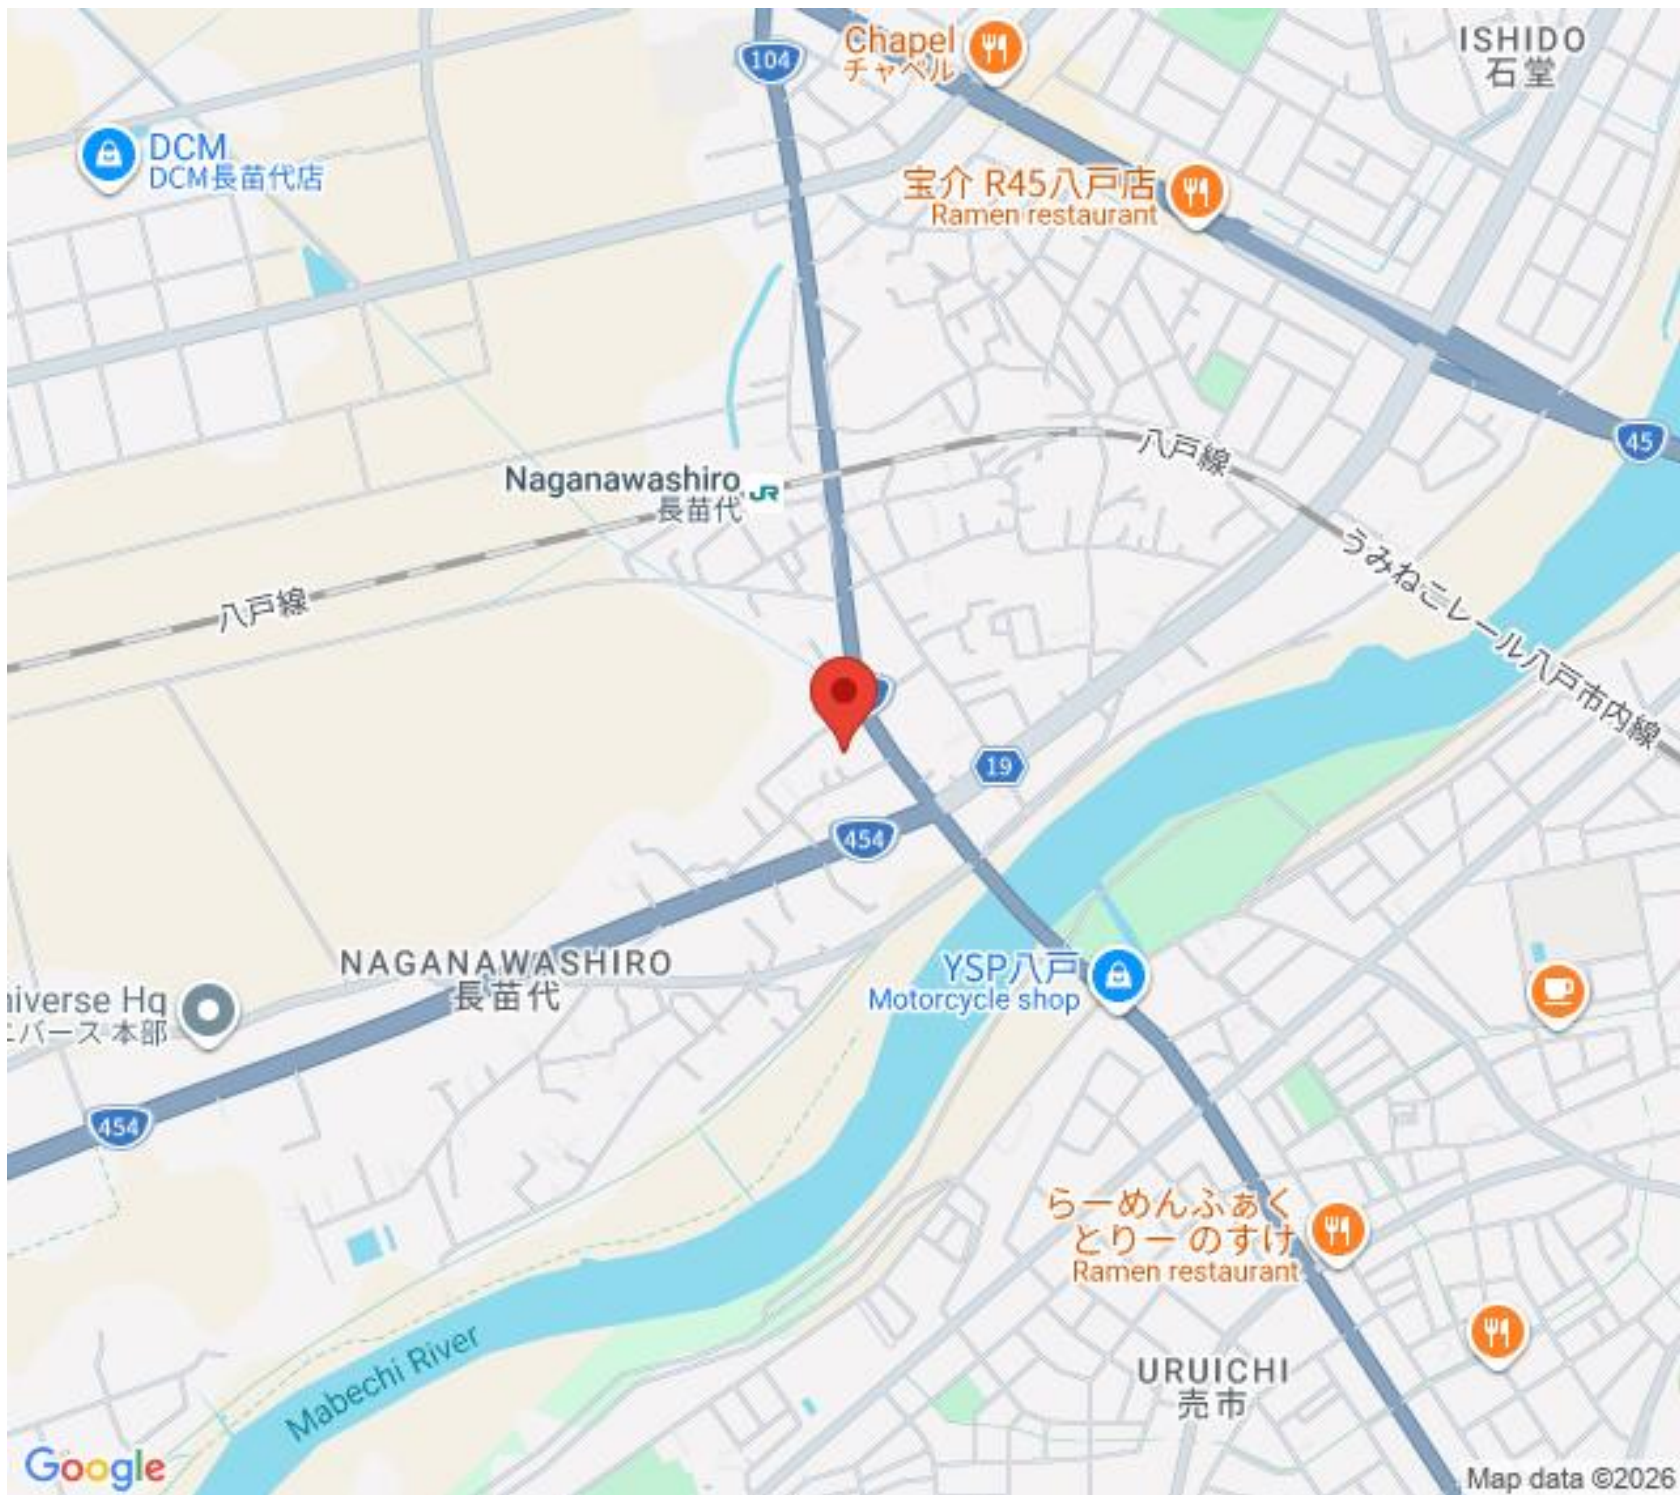 104
Chapel
チャペル
ISHIDO
石堂
DCM
DCM長苗代店
宝介 R45八戸店
Ramen restaurant
45
八戸線
Naganawashiro
長苗代
JR
うみねこレール八戸市内線
八戸線
19
454
NAGANAWASHIRO
長苗代
YSP八戸
Motorcycle shop
niverse Hq
ニバース 本部
454
らーめんふぁく
とりー のすけ
Ramen restaurant
Mabechi River
URUICHI
売市
Google
Map data ©2026